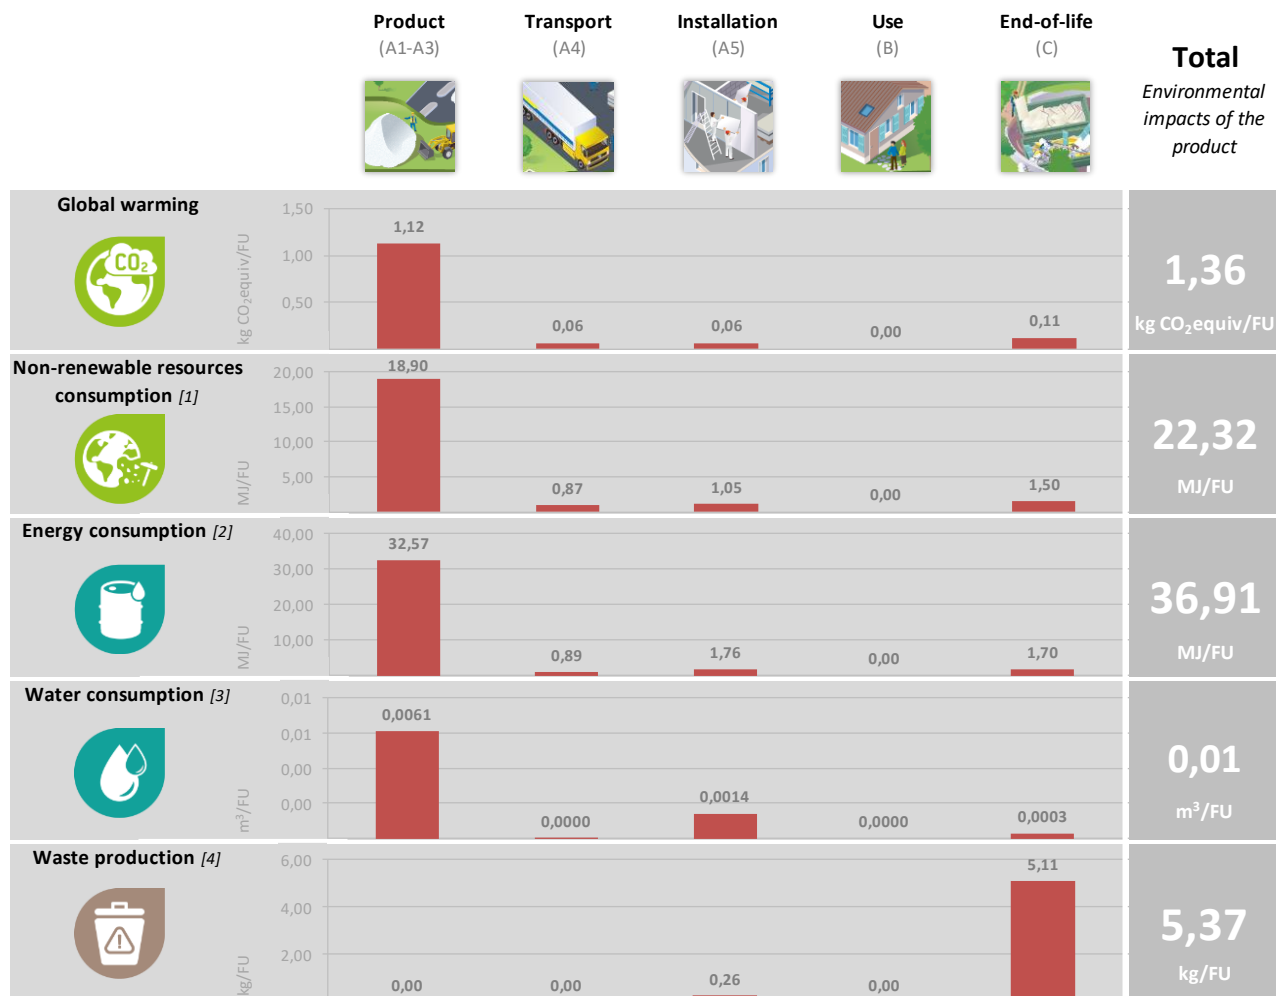 Product
(A1-A3)
Transport
(A4)
Installation
(A5)
Use
(B)
End-of-life
(C)
Total
Environmental
impacts of the
product
Global warming
CO2
kg CO2equiv/FU
1,50
1,00
0,50
1,12
0,06
0,06
0,00
0,11
1,36
kg CO2equiv/FU
Non-renewable resources
consumption [1]
MJ/FU
20,00
15,00
10,00
5,00
18,90
0,87
1,05
0,00
1,50
22,32
MJ/FU
Energy consumption [2]
MJ/FU
40,00
30,00
20,00
10,00
32,57
0,89
1,76
0,00
1,70
36,91
MJ/FU
Water consumption [3]
m3/FU
0,01
0,01
0,00
0,00
0,0061
0,0000
0,0014
0,0000
0,0003
0,01
m3/FU
Waste production [4]
kg/FU
6,00
4,00
2,00
0,00
0,00
0,26
0,00
5,11
5,37
kg/FU